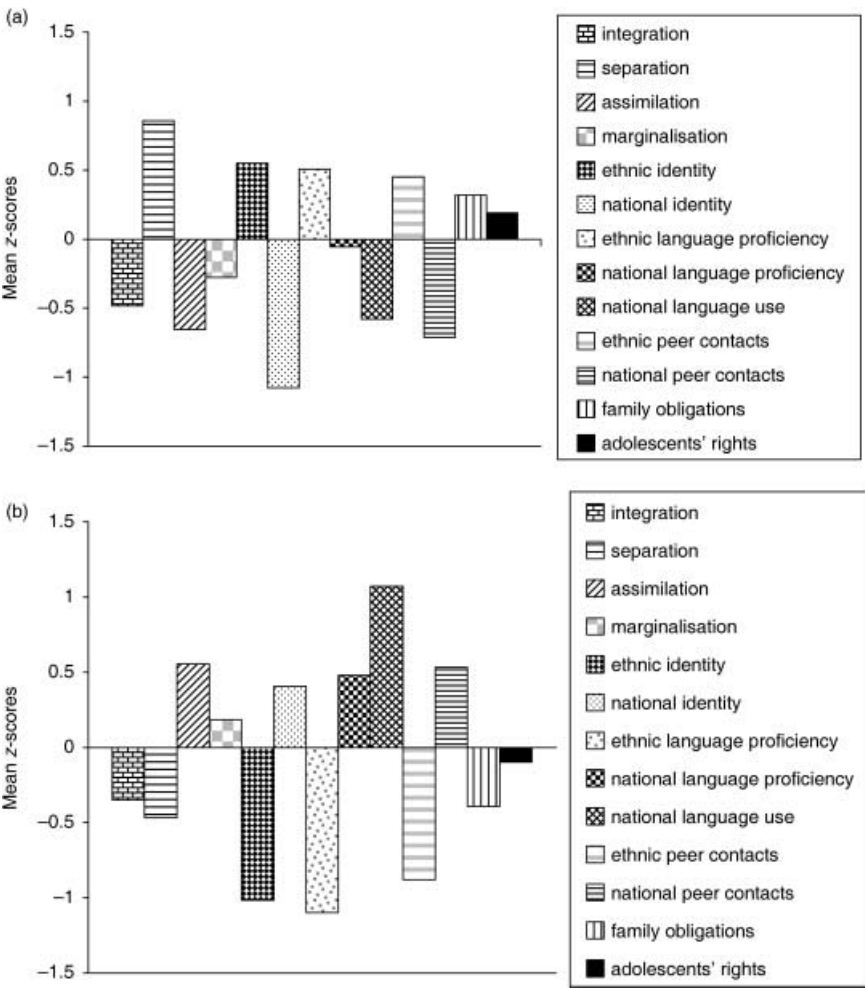 (a)
1.5
1
0.5
0
−0.5
−1
−1.5
Mean z-scores
integration
separation
assimilation
marginalisation
ethnic identity
national identity
ethnic language proficiency
national language proficiency
national language use
ethnic peer contacts
national peer contacts
family obligations
adolescents’ rights
(b)
1.5
1
0.5
0
−0.5
−1
−1.5
Mean z-scores
integration
separation
assimilation
marginalisation
ethnic identity
national identity
ethnic language proficiency
national language proficiency
national language use
ethnic peer contacts
national peer contacts
family obligations
adolescents’ rights